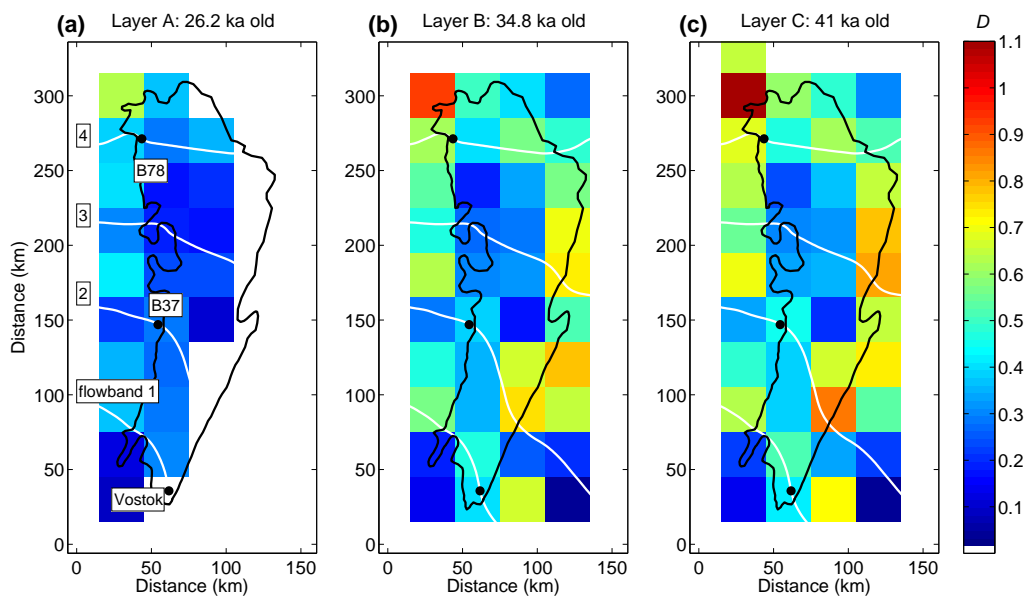 (a) Layer A: 26.2 ka old
(b) Layer B: 34.8 ka old
(c) Layer C: 41 ka old
D
Distance (km)
300
250
200
150
100
50
0
4
B78
3
2
B37
flowband 1
Vostok
0 50 100 150
Distance (km)
300
250
200
150
100
50
0
0 50 100 150
Distance (km)
300
250
200
150
100
50
0
0 50 100 150
Distance (km)
1.1
1
0.9
0.8
0.7
0.6
0.5
0.4
0.3
0.2
0.1